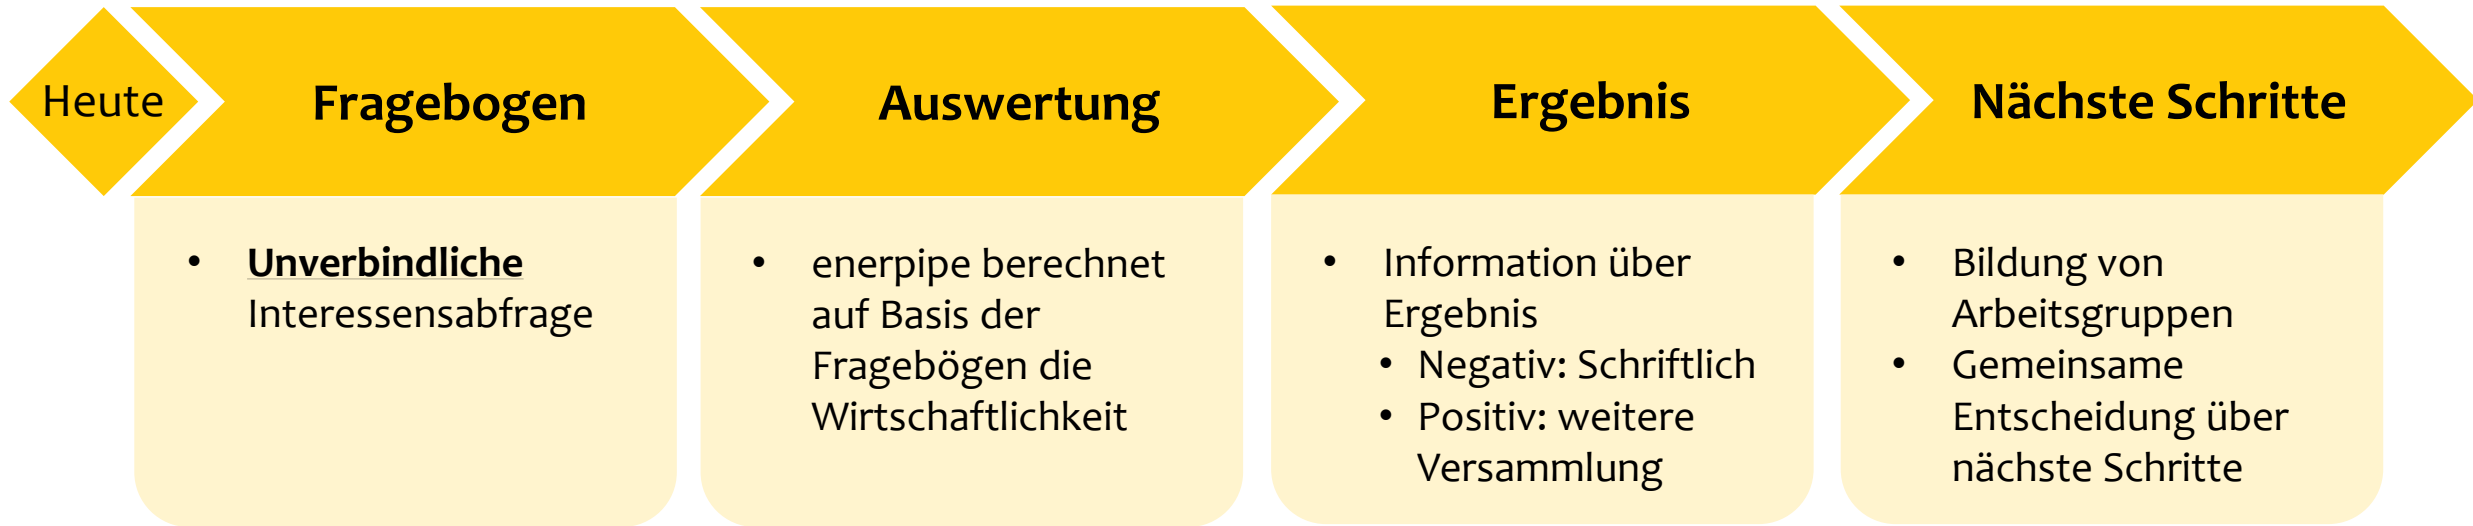 Heute
Fragebogen
Auswertung
Ergebnis
Nächste Schritte
• Unverbindliche
Interessensabfrage
• enerpipe berechnet
auf Basis der
Fragebögen die
Wirtschaftlichkeit
• Information über
Ergebnis
• Negativ: Schriftlich
• Positiv: weitere
Versammlung
• Bildung von
Arbeitsgruppen
• Gemeinsame
Entscheidung über
nächste Schritte